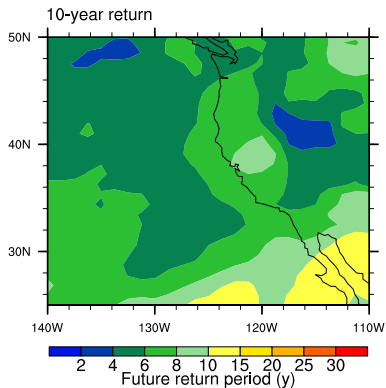 10-year return
50N
40N
30N
140W 130W 120W 110W
2 4 6 8 10 15 20 25 30
Future return period (y)